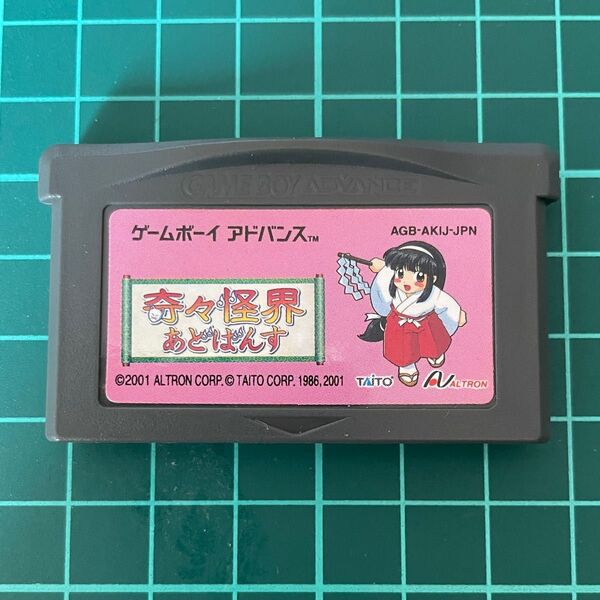 GAME BOY ADVANCE
ゲームボーイ アドバンス™
AGB-AKIJ-JPN
奇々怪界
あどばんす
©2001 ALTRON CORP. © TAITO CORP. 1986, 2001
TAITO
ALTRON